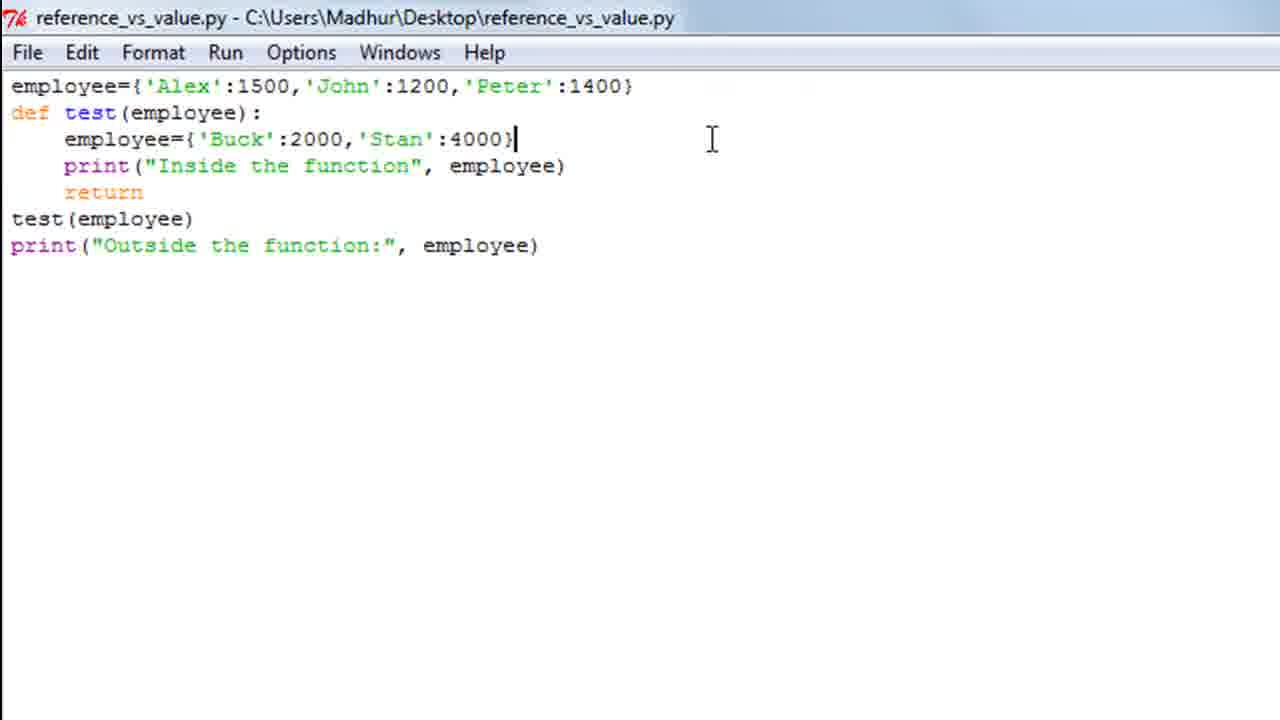 reference_vs_value.py - C:\Users\Madhur\Desktop\reference_vs_value.py
File Edit Format Run Options Windows Help
employee={'Alex':1500,'John':1200,'Peter':1400}
def test(employee):
    employee={'Buck':2000,'Stan':4000}
    print("Inside the function", employee)
    return
test(employee)
print("Outside the function:", employee)